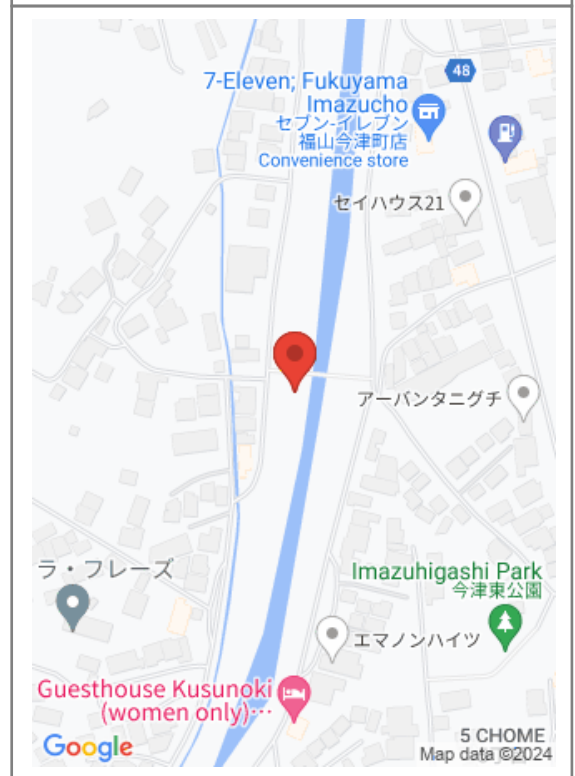 48
7-Eleven; Fukuyama
Imazucho
セブン-イレブン
福山今津町店
Convenience store
セイハウス21
アーバンタニグチ
ラ・フレーズ
Imazuhigashi Park
今津東公園
エマノンハイツ
Guesthouse Kusunoki
(women only)…
5 CHOME
Google
Map data ©2024